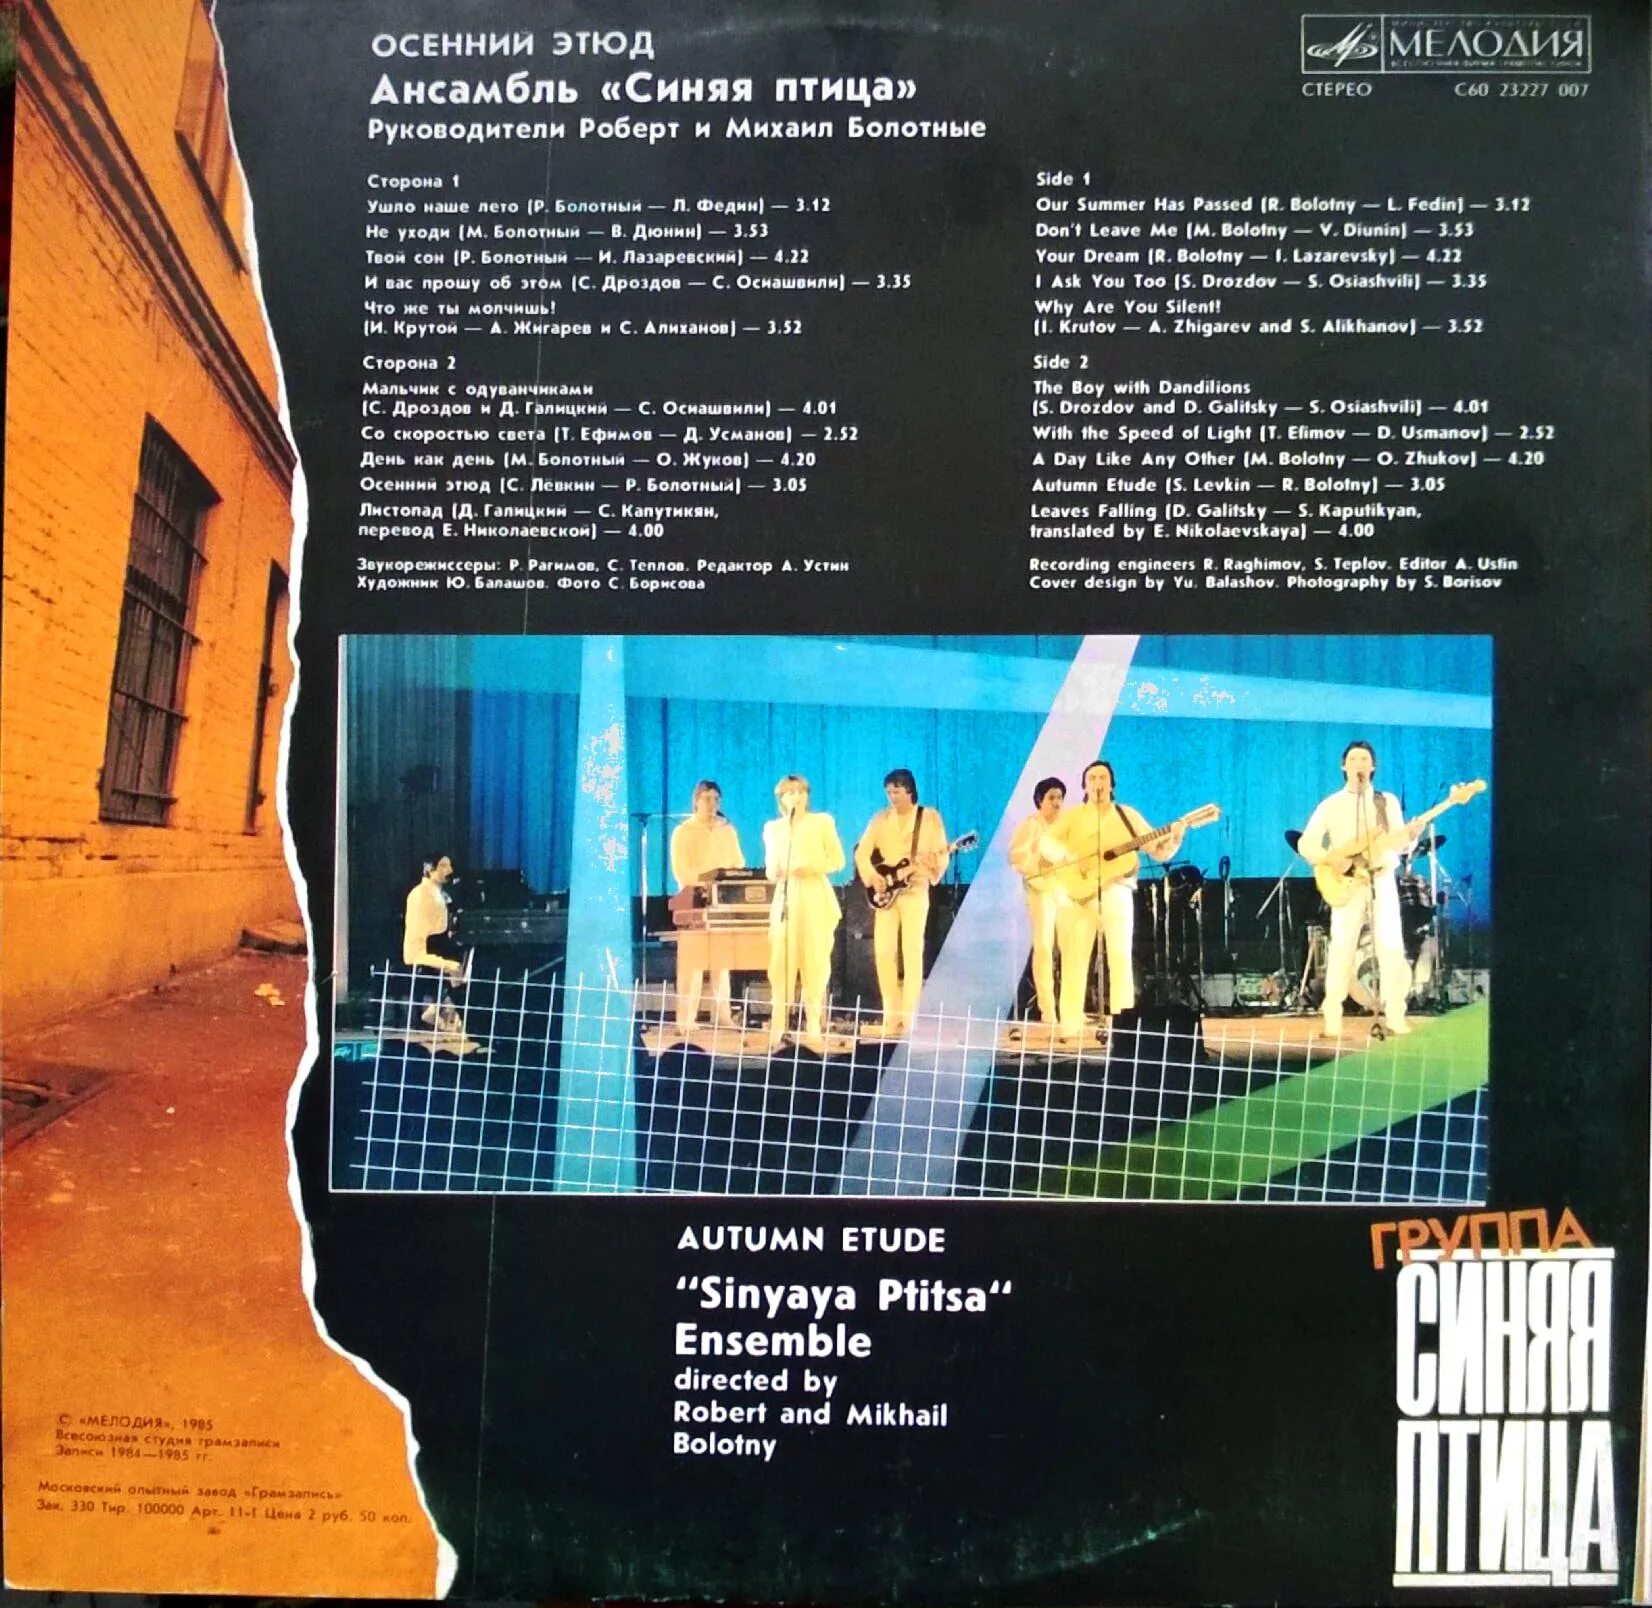 ОСЕННИЙ ЭТЮД
Ансамбль «Синяя птица»
Руководители Роберт и Михаил Болотные
МЕЛОДИЯ
СТЕРЕО С60 23227 007
Сторона 1
Ушло наше лето (Р. Болотный — Л. Федин) — 3.12
Не уходи (М. Болотный — В. Дюнин) — 3.53
Твой сон (Р. Болотный — И. Лазаревский) — 4.22
И вас прошу об этом (С. Дроздов — С. Осиашвили) — 3.35
Что же ты молчишь!
(И. Крутой — А. Жигарев и С. Алиханов) — 3.52
Сторона 2
Мальчик с одуванчиками
(С. Дроздов и Д. Галицкий — С. Осиашвили) — 4.01
Со скоростью света (Т. Ефимов — Д. Усманов) — 2.52
День как день (М. Болотный — О. Жуков) — 4.20
Осенний этюд (С. Лёвкин — Р. Болотный) — 3.05
Листопад (Д. Галицкий — С. Капутикян,
перевод Е. Николаевской) — 4.00
Звукорежиссеры: Р. Рагимов, С. Теплов. Редактор А. Устин
Художник Ю. Балашов. Фото С. Борисова
Side 1
Our Summer Has Passed (R. Bolotny — L. Fedin) — 3.12
Don't Leave Me (M. Bolotny — V. Diunin) — 3.53
Your Dream (R. Bolotny — I. Lazarevsky) — 4.22
I Ask You Too (S. Drozdov — S. Osiashvili) — 3.35
Why Are You Silent!
(I. Krutov — A. Zhigarev and S. Alikhanov) — 3.52
Side 2
The Boy with Dandilions
(S. Drozdov and D. Galitsky — S. Osiashvili) — 4.01
With the Speed of Light (T. Efimov — D. Usmanov) — 2.52
A Day Like Any Other (M. Bolotny — O. Zhukov) — 4.20
Autumn Etude (S. Levkin — R. Bolotny) — 3.05
Leaves Falling (D. Galitsky — S. Kaputikyan,
translated by E. Nikolaevskaya) — 4.00
Recording engineers R. Raghimov, S. Teplov. Editor A. Ustin
Cover design by Yu. Balashov. Photography by S. Borisov
AUTUMN ETUDE
“Sinyaya Ptitsa“
Ensemble
directed by
Robert and Mikhail
Bolotny
ГРУППА
СИНЯЯ
ПТИЦА
© «МЕЛОДИЯ», 1985
Всесоюзная студия грамзаписи
Записи 1984—1985 гг.
Московский опытный завод «Грамзапись»
Зак. 330 Тир. 100000 Арт. 11-1 Цена 2 руб. 50 коп.